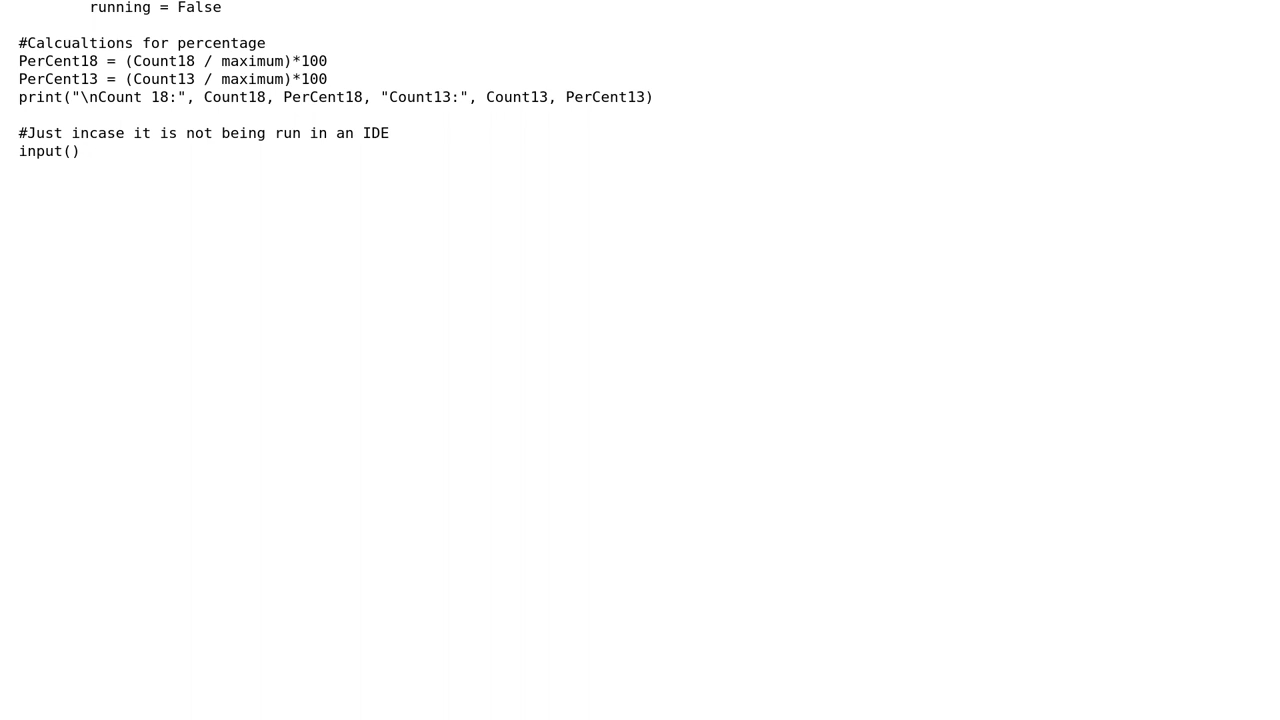 running = False

#Calcualtions for percentage
PerCent18 = (Count18 / maximum)*100
PerCent13 = (Count13 / maximum)*100
print("\nCount 18:", Count18, PerCent18, "Count13:", Count13, PerCent13)

#Just incase it is not being run in an IDE
input()